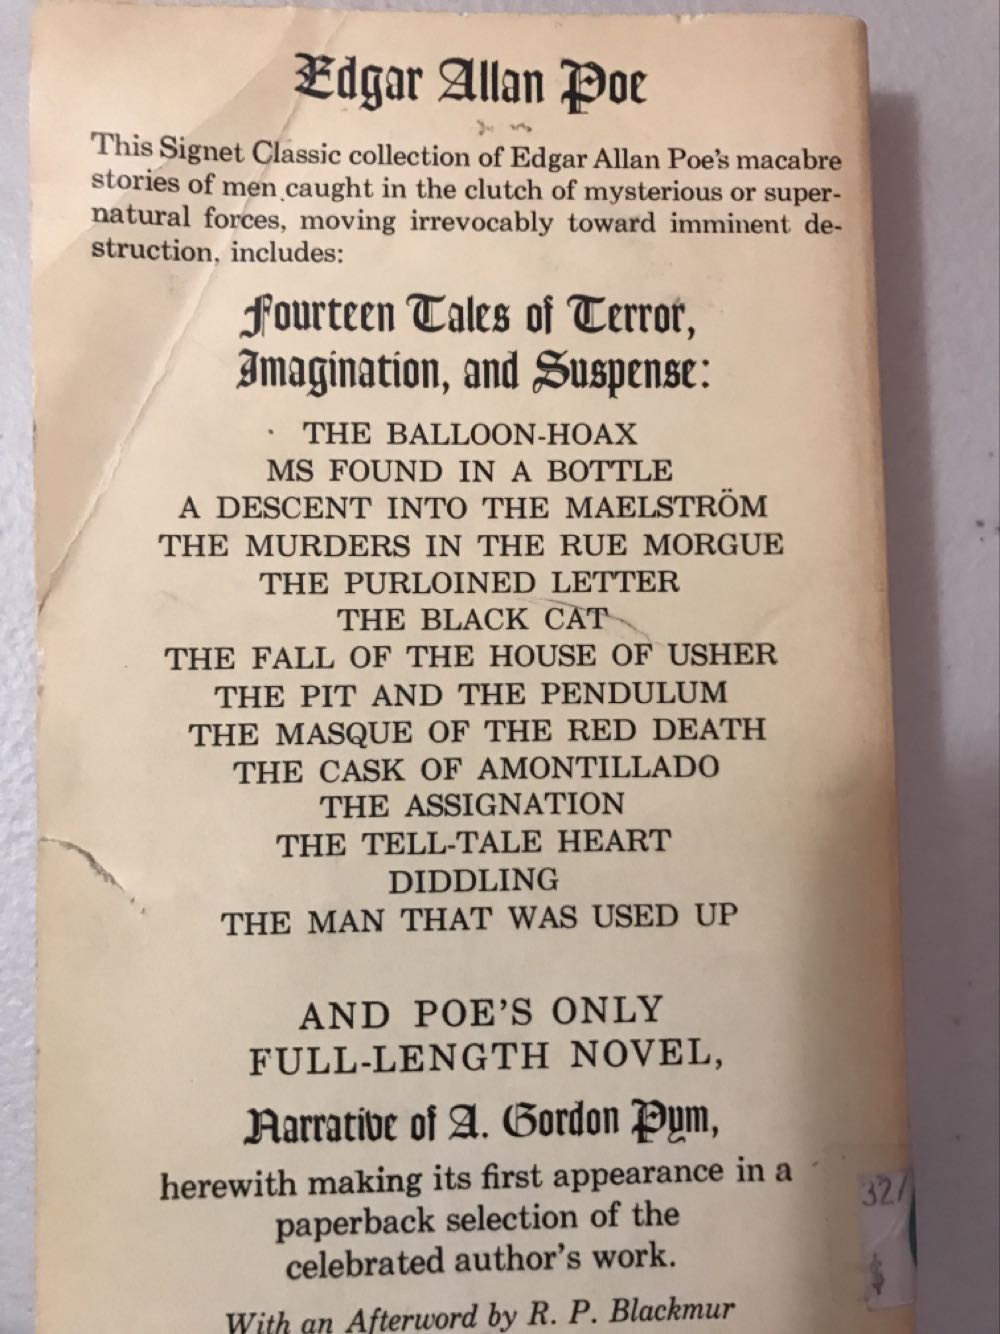 Edgar Allan Poe
This Signet Classic collection of Edgar Allan Poe's macabre
stories of men caught in the clutch of mysterious or super-
natural forces, moving irrevocably toward imminent de-
struction, includes:
Fourteen Tales of Terror,
Imagination, and Suspense:
THE BALLOON-HOAX
MS FOUND IN A BOTTLE
A DESCENT INTO THE MAELSTRÖM
THE MURDERS IN THE RUE MORGUE
THE PURLOINED LETTER
THE BLACK CAT
THE FALL OF THE HOUSE OF USHER
THE PIT AND THE PENDULUM
THE MASQUE OF THE RED DEATH
THE CASK OF AMONTILLADO
THE ASSIGNATION
THE TELL-TALE HEART
DIDDLING
THE MAN THAT WAS USED UP
AND POE'S ONLY
FULL-LENGTH NOVEL,
Narrative of A. Gordon Pym,
herewith making its first appearance in a
paperback selection of the
celebrated author's work.
With an Afterword by R. P. Blackmur
32/
$